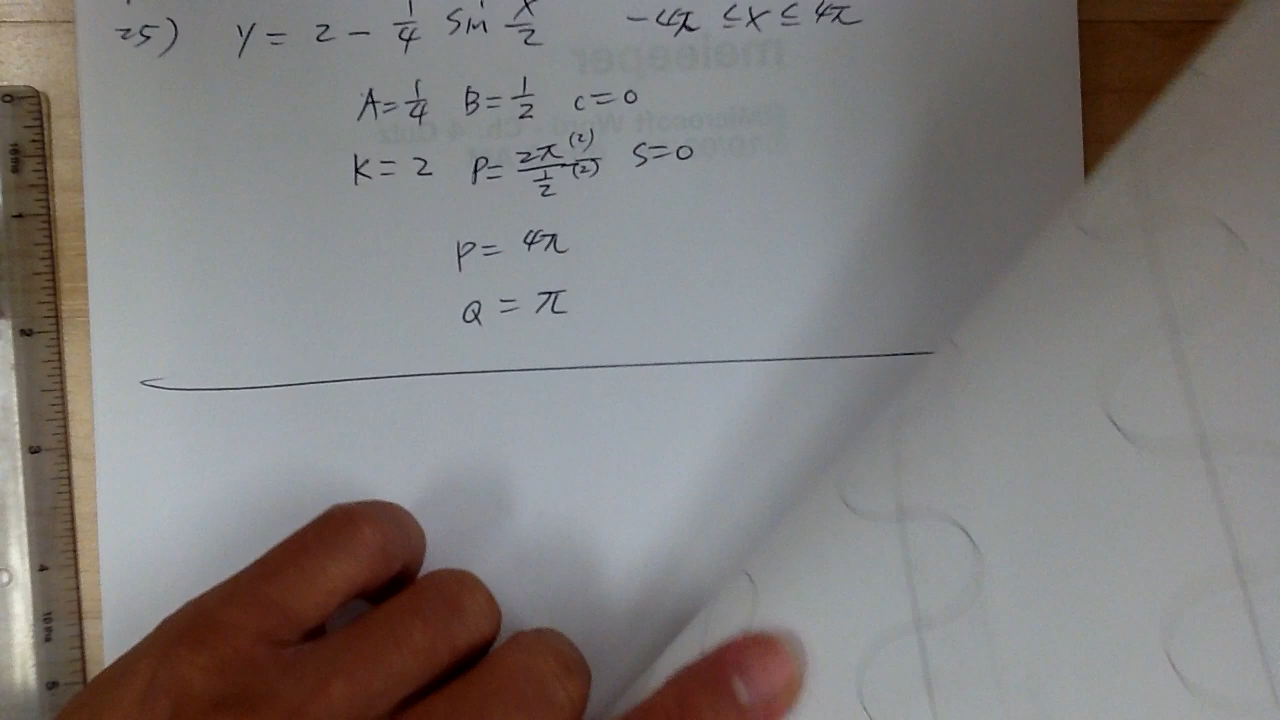 25) y = 2 - 1/4 sin x/2 -4π ≤ x ≤ 4π
A = 1/4 B = 1/2 c = 0
K = 2 P = 2π(2) / 1/2(2) S = 0
P = 4π
Q = π